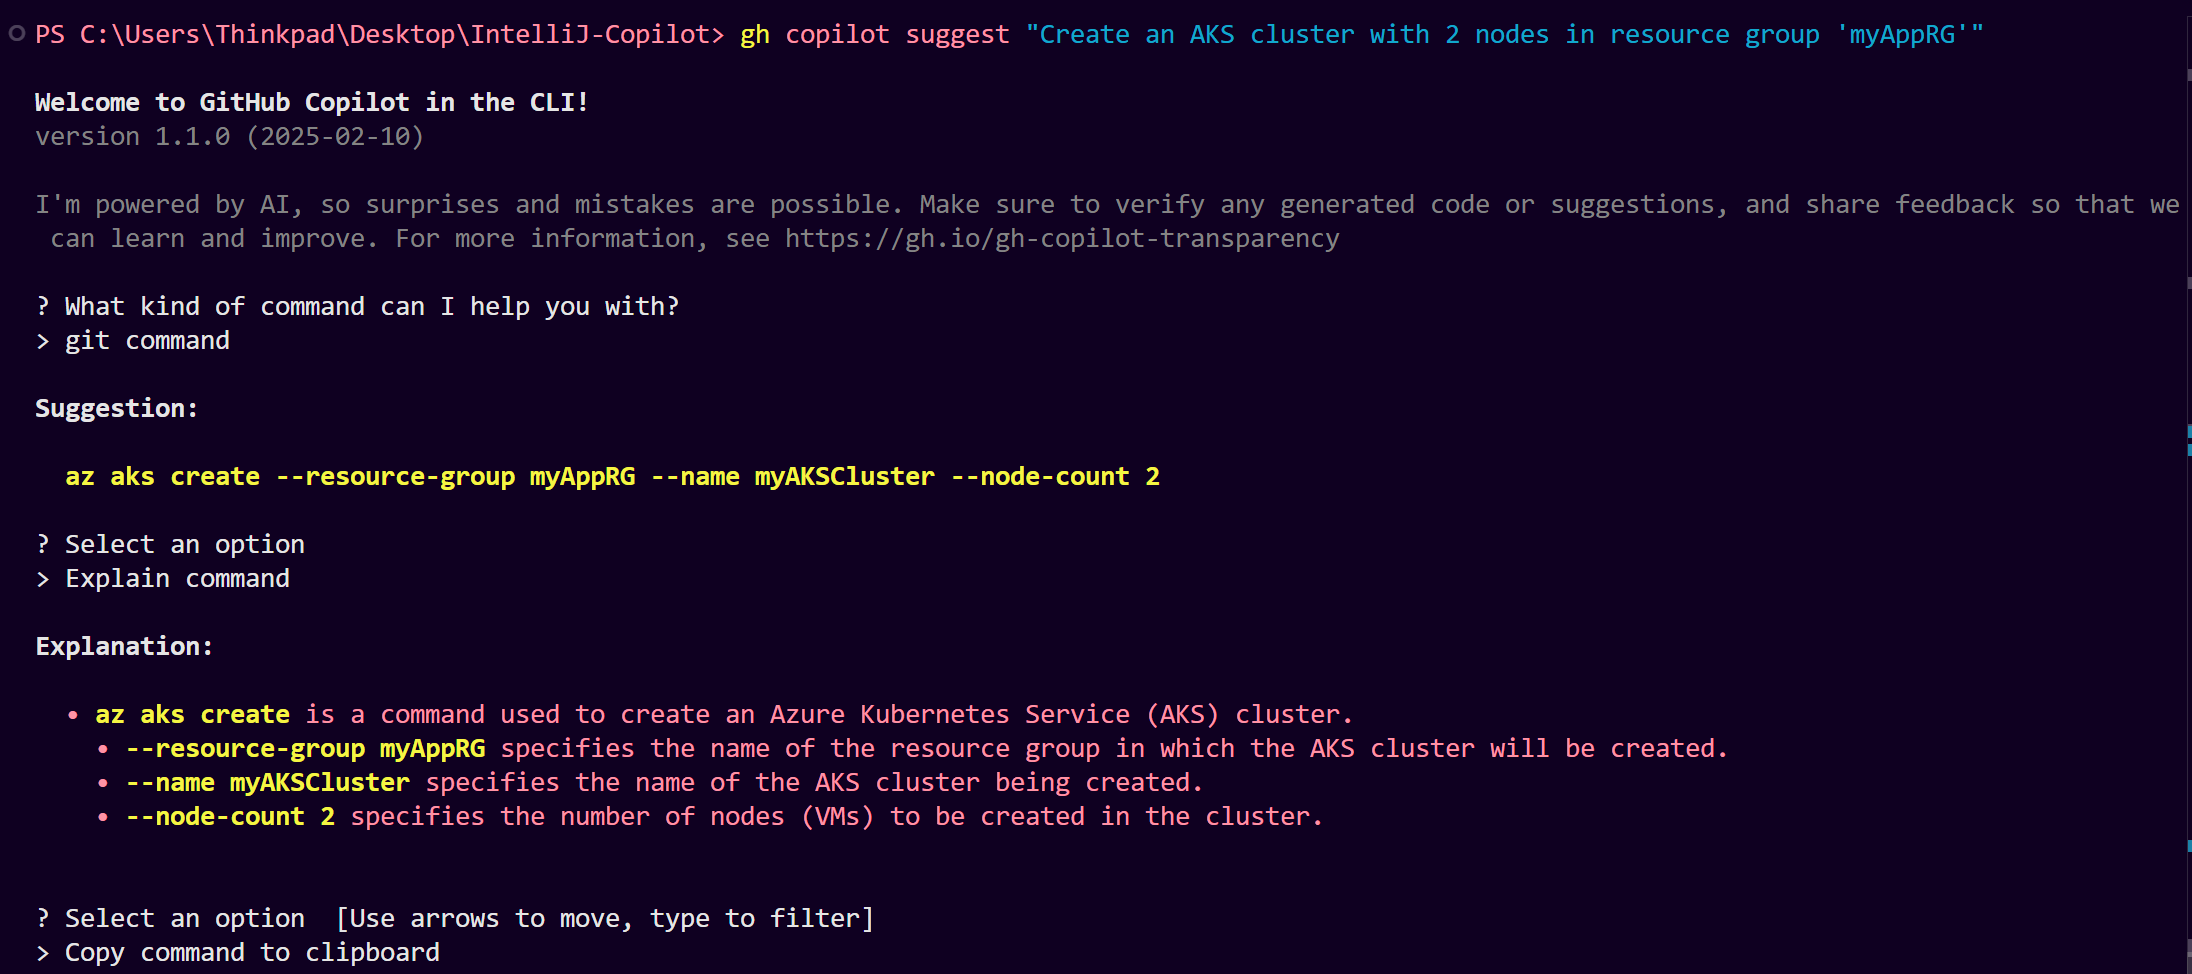 PS C:\Users\Thinkpad\Desktop\IntelliJ-Copilot> gh copilot suggest "Create an AKS cluster with 2 nodes in resource group 'myAppRG'"
Welcome to GitHub Copilot in the CLI!
version 1.1.0 (2025-02-10)
I'm powered by AI, so surprises and mistakes are possible. Make sure to verify any generated code or suggestions, and share feedback so that we
can learn and improve. For more information, see https://gh.io/gh-copilot-transparency
? What kind of command can I help you with?
> git command
Suggestion:
az aks create --resource-group myAppRG --name myAKSCluster --node-count 2
? Select an option
> Explain command
Explanation:
• az aks create is a command used to create an Azure Kubernetes Service (AKS) cluster.
• --resource-group myAppRG specifies the name of the resource group in which the AKS cluster will be created.
• --name myAKSCluster specifies the name of the AKS cluster being created.
• --node-count 2 specifies the number of nodes (VMs) to be created in the cluster.
? Select an option  [Use arrows to move, type to filter]
> Copy command to clipboard